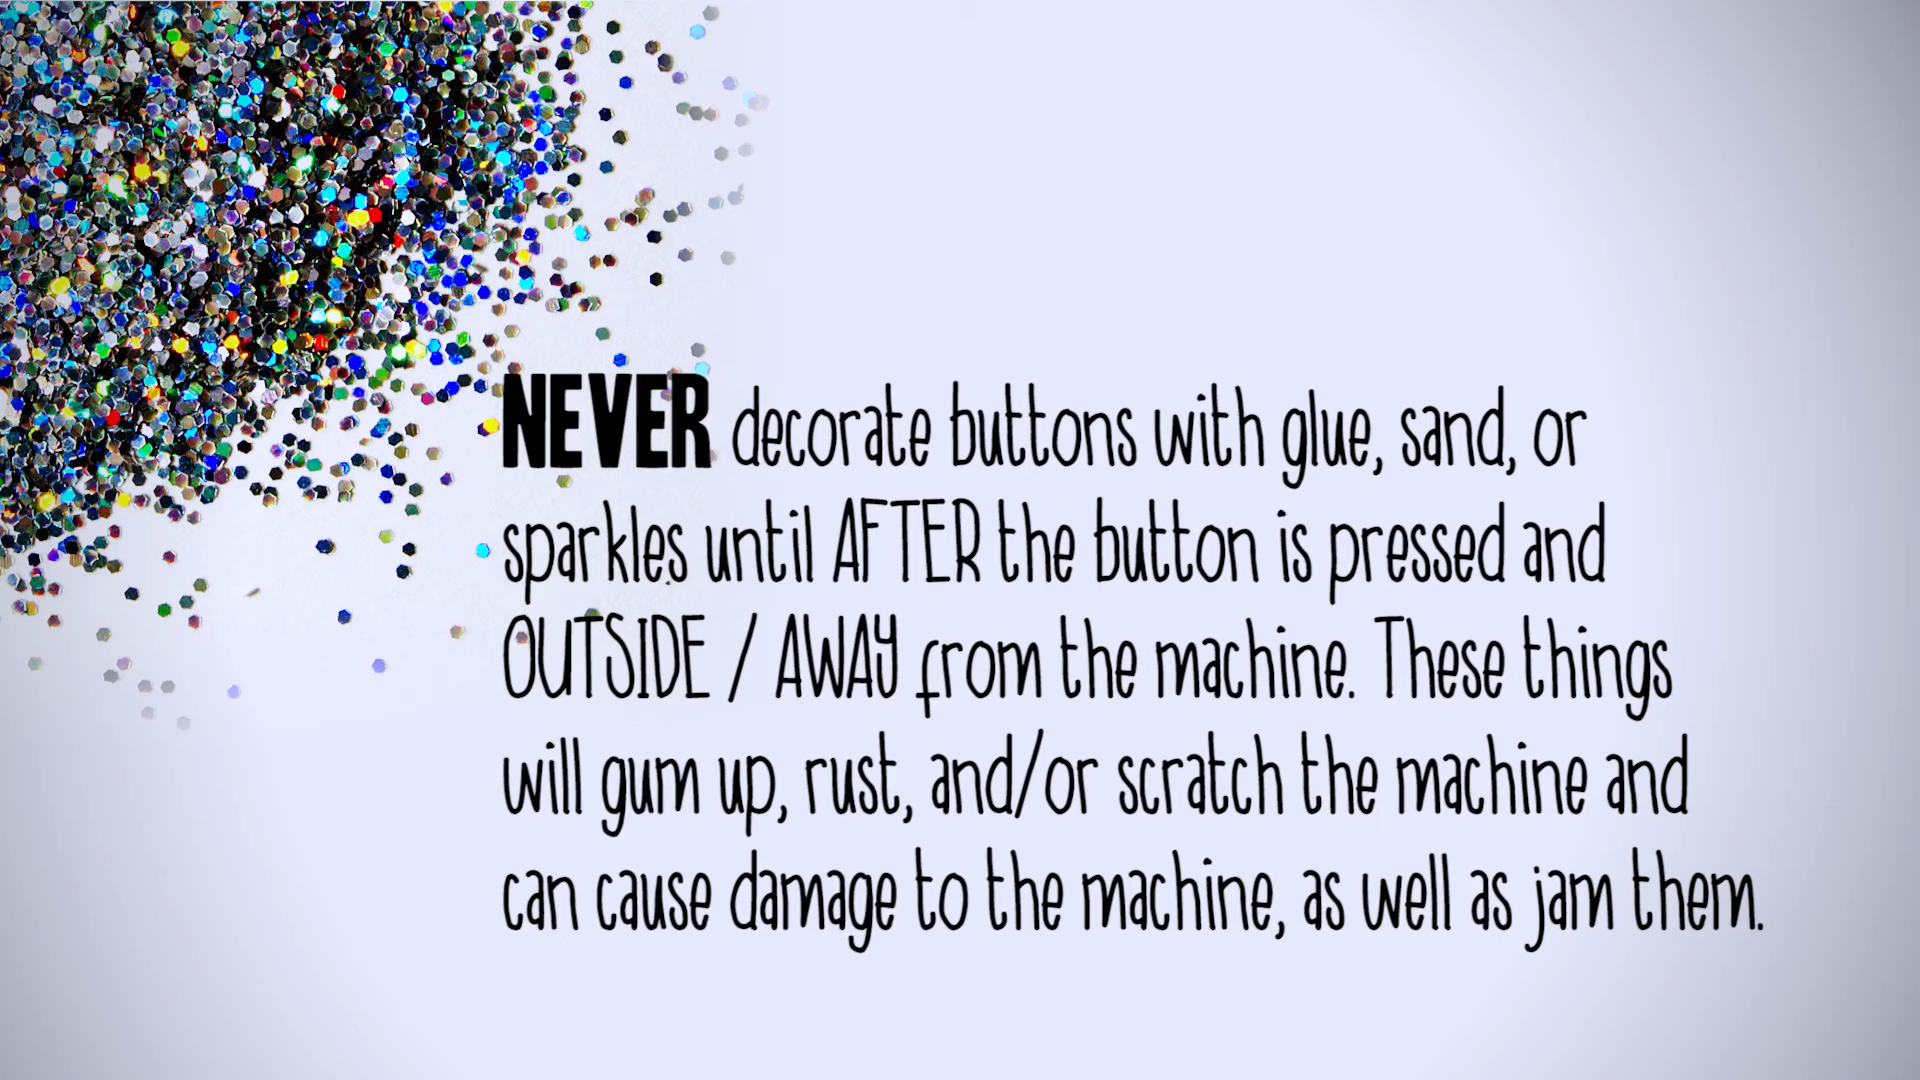 NEVER decorate buttons with glue, sand, or
sparkles until AFTER the button is pressed and
OUTSIDE / AWAY from the machine. These things
will gum up, rust, and/or scratch the machine and
can cause damage to the machine, as well as jam them.